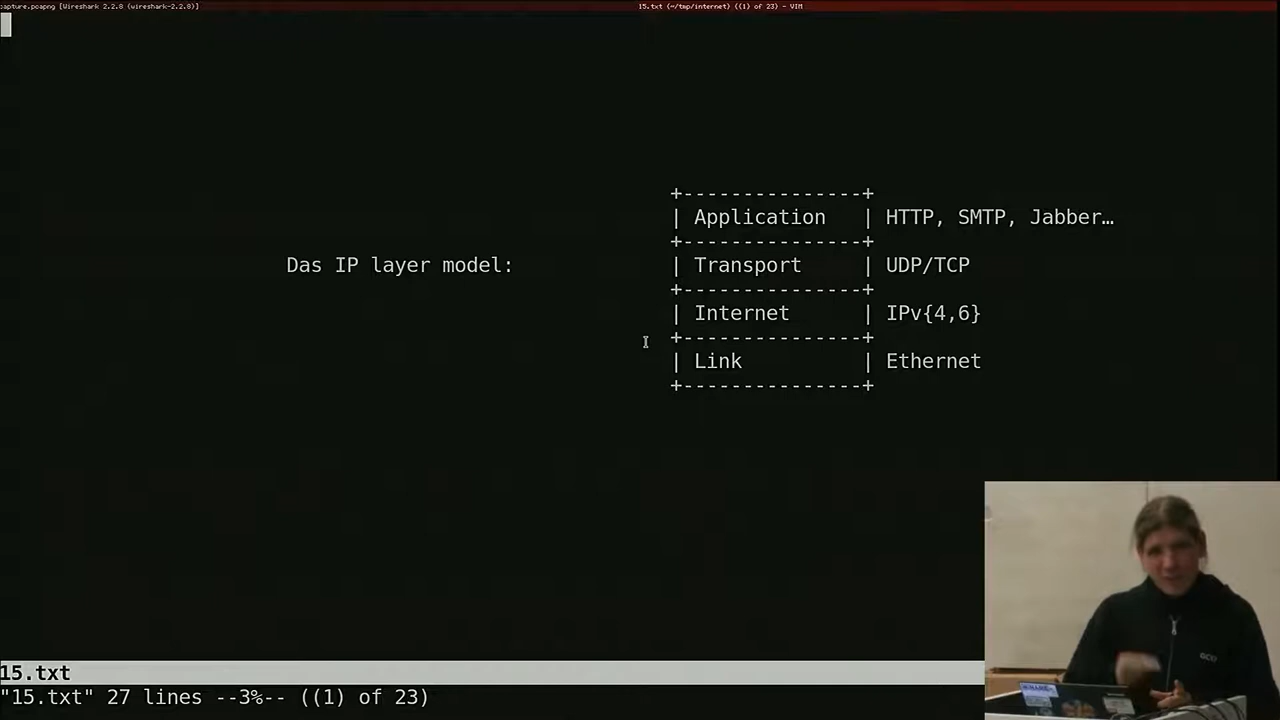 capture.pcapng [Wireshark 2.2.8 (wireshark-2.2.8)]
15.txt (~/tmp/internet) ((1) of 23) - VIM
+---------------+
| Application | HTTP, SMTP, Jabber…
+---------------+
Das IP layer model: | Transport | UDP/TCP
+---------------+
| Internet | IPv{4,6}
+---------------+
| Link | Ethernet
+---------------+
15.txt
"15.txt" 27 lines --3%-- ((1) of 23)